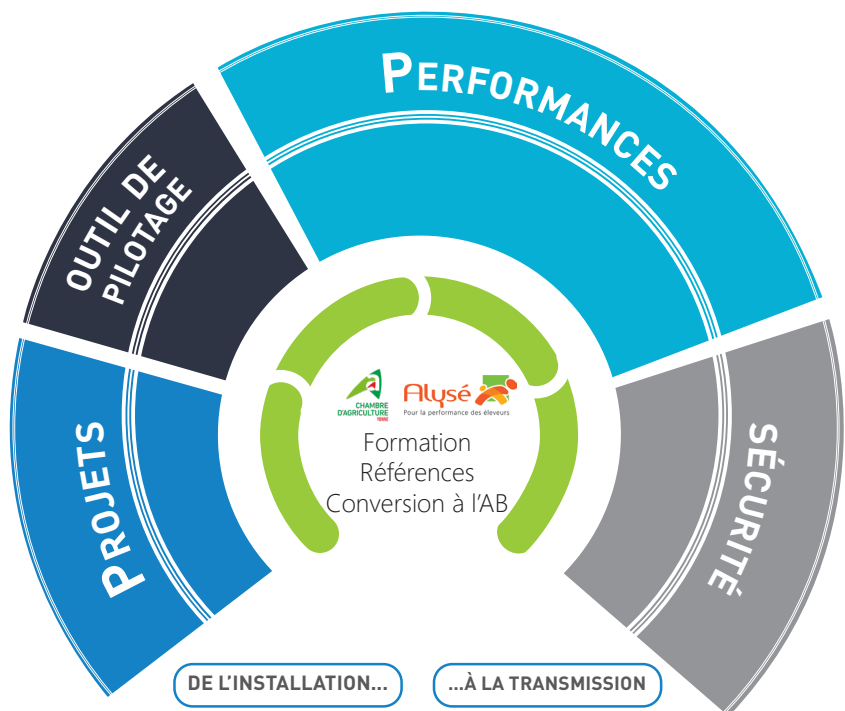 PERFORMANCES
OUTIL DE
PILOTAGE
PROJETS
SÉCURITÉ
CHAMBRE
D'AGRICULTURE
YONNE
Alysé
Pour la performance des éleveurs
Formation
Références
Conversion à l'AB
DE L'INSTALLATION...
...À LA TRANSMISSION